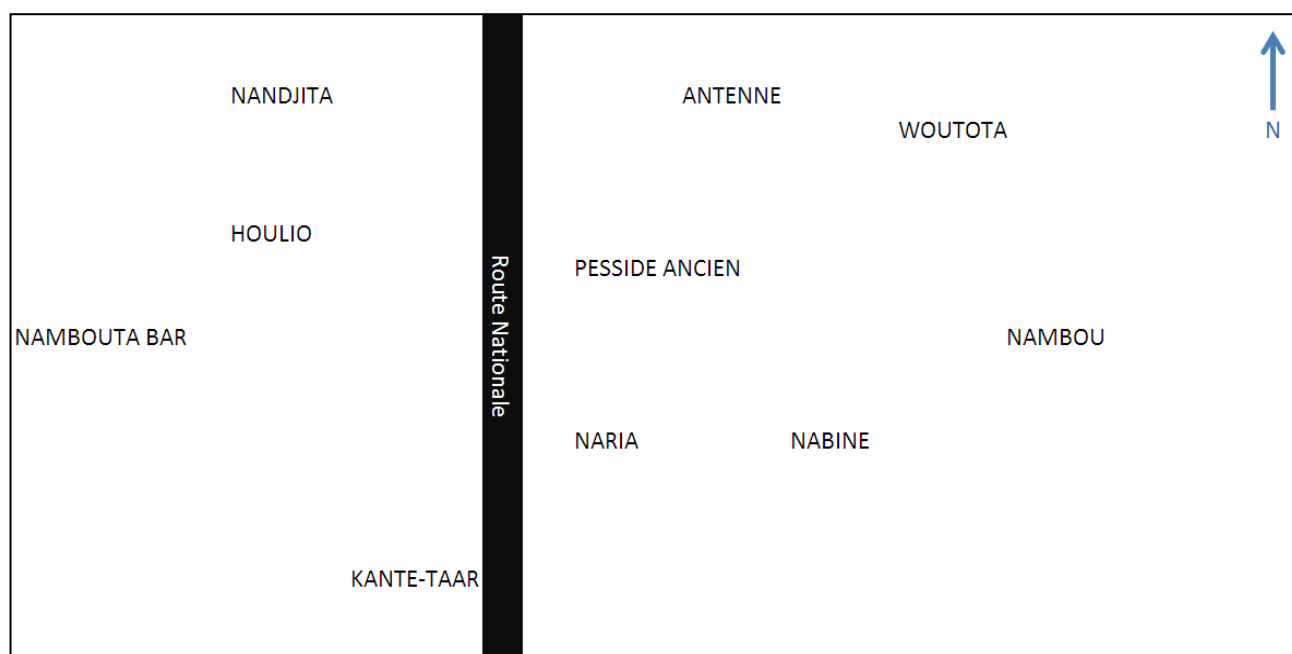 NANDJITA
ANTENNE
WOUTOTA
N
HOULIO
PESSIDE ANCIEN
Route Nationale
NAMBOUTA BAR
NAMBOU
NARIA
NABINE
KANTE-TAAR